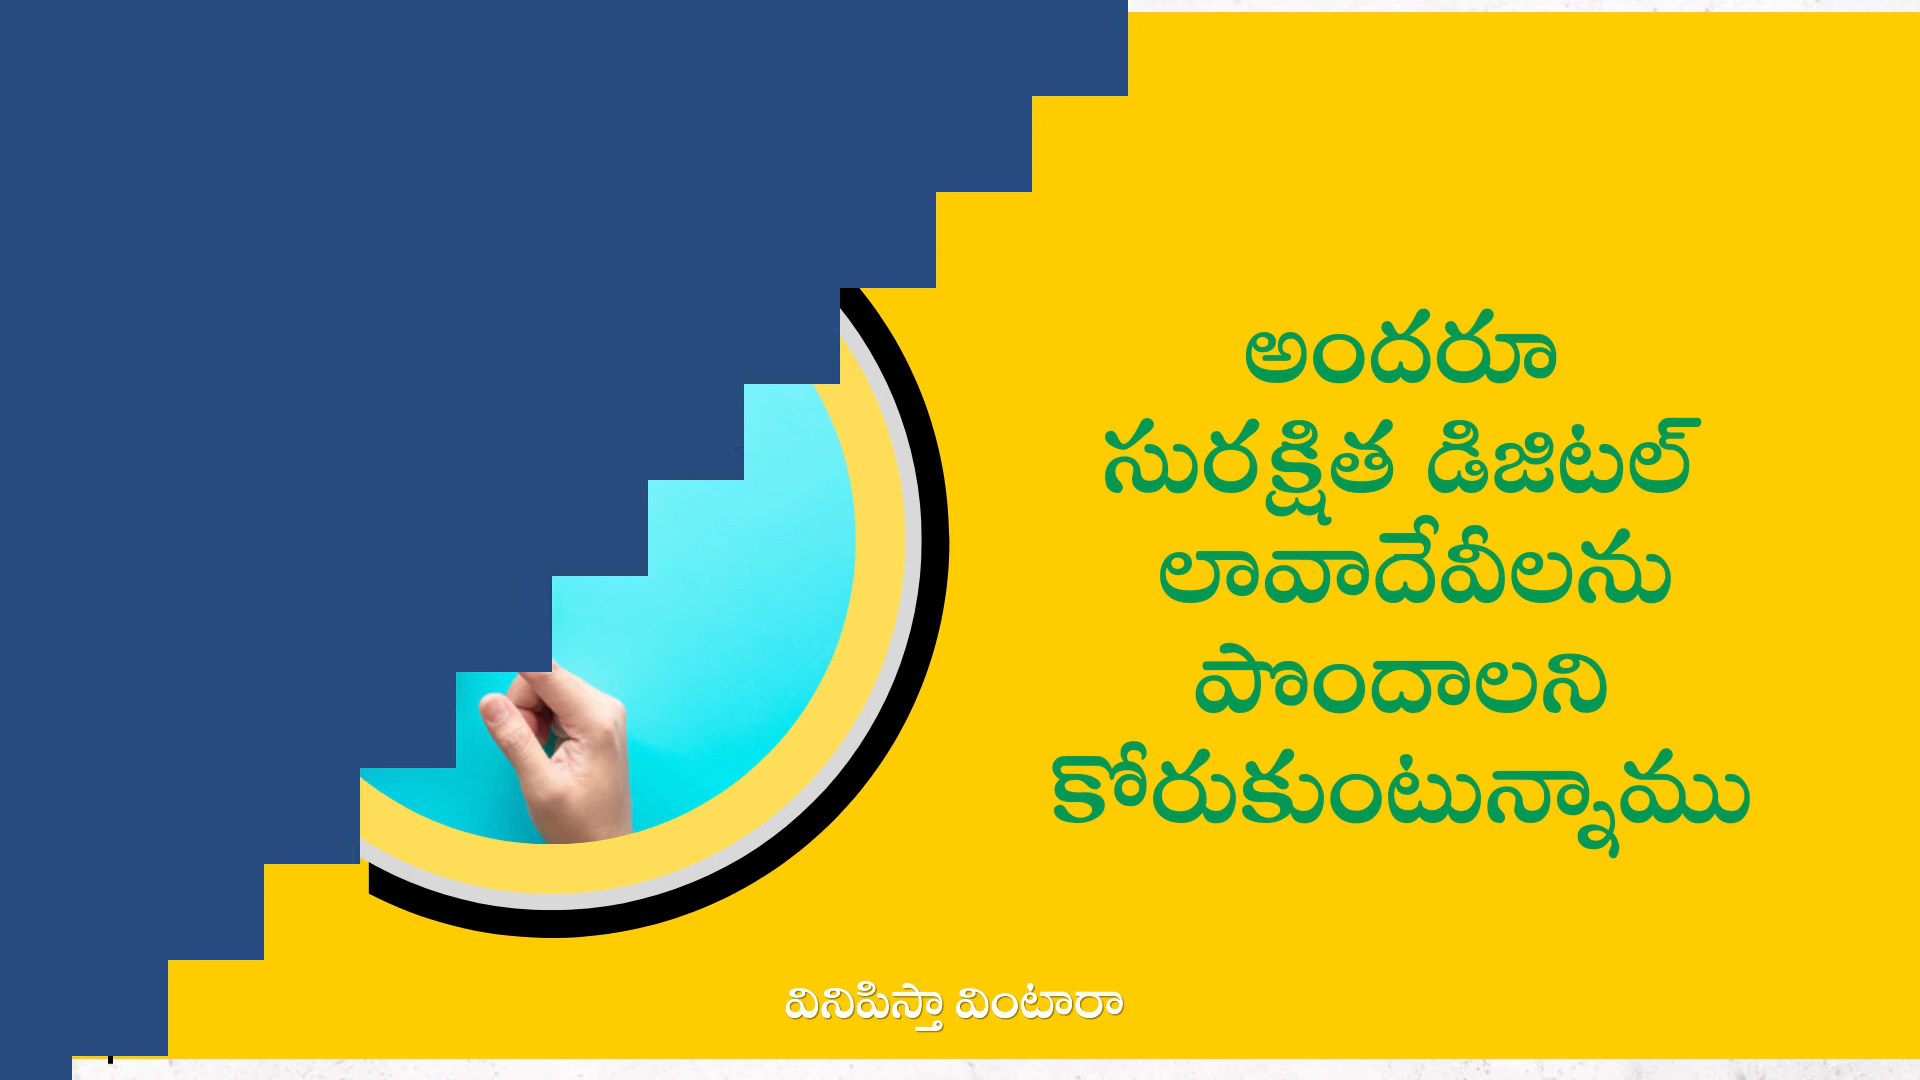 అందరూ
సురక్షిత డిజిటల్
లావాదేవీలను
పొందాలని
కోరుకుంటున్నాము
వినిపిస్తా వింటారా